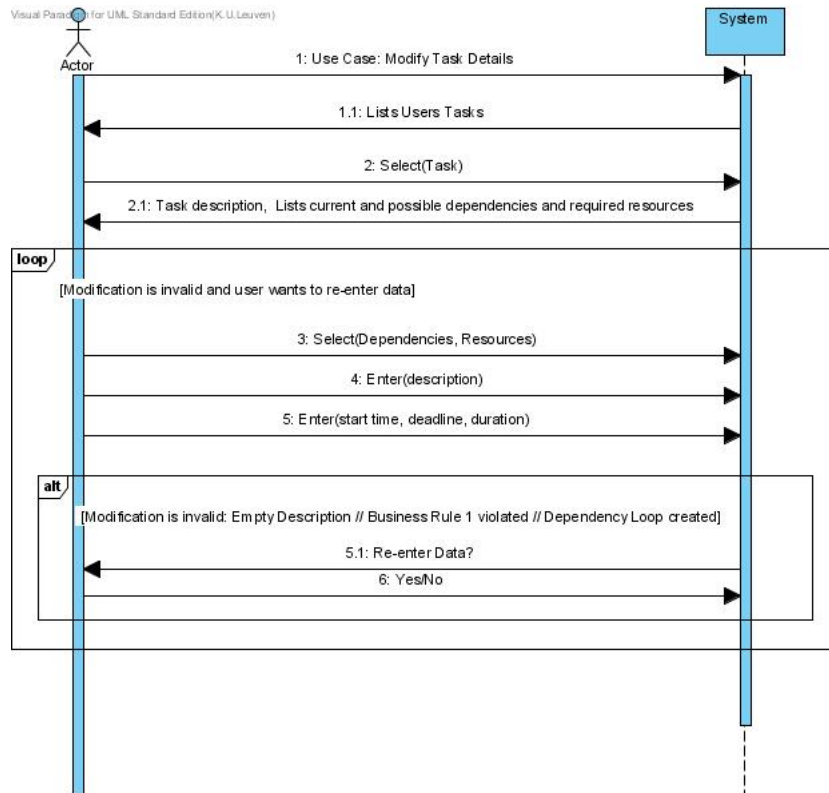 Visual Paradigm for UML Standard Edition(K.U.Leuven)
System
Actor
1: Use Case: Modify Task Details
1.1: Lists Users Tasks
2: Select(Task)
2.1: Task description, Lists current and possible dependencies and required resources
loop
[Modification is invalid and user wants to re-enter data]
3: Select(Dependencies, Resources)
4: Enter(description)
5: Enter(start time, deadline, duration)
alt
[Modification is invalid: Empty Description // Business Rule 1 violated // Dependency Loop created]
5.1: Re-enter Data?
6: Yes/No